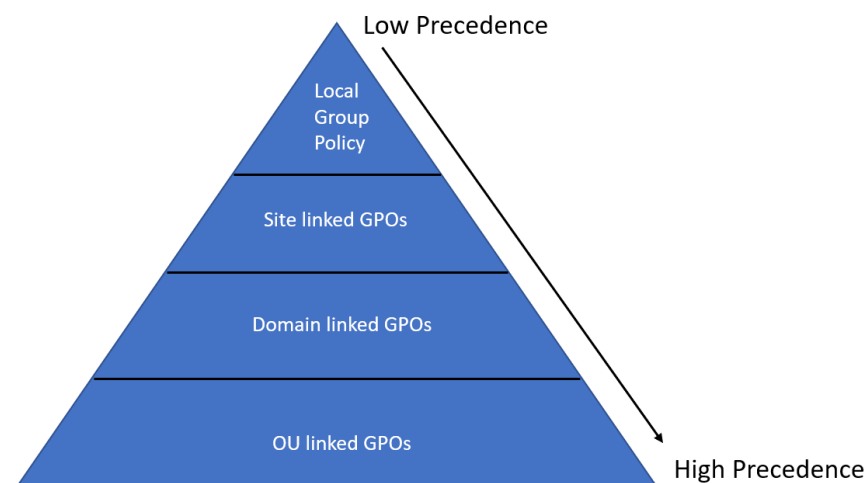 Low Precedence
Local
Group
Policy
Site linked GPOs
Domain linked GPOs
OU linked GPOs
High Precedence